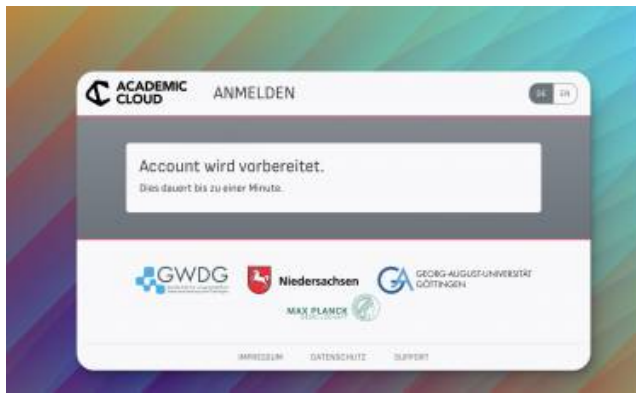 ACADEMIC
CLOUD
ANMELDEN
DE EN
Account wird vorbereitet.
Dies dauert bis zu einer Minute.
GWDG
Niedersachsen
GEORG-AUGUST-UNIVERSITÄT
GÖTTINGEN
MAX PLANCK
IMPRESSUM DATENSCHUTZ SUPPORT